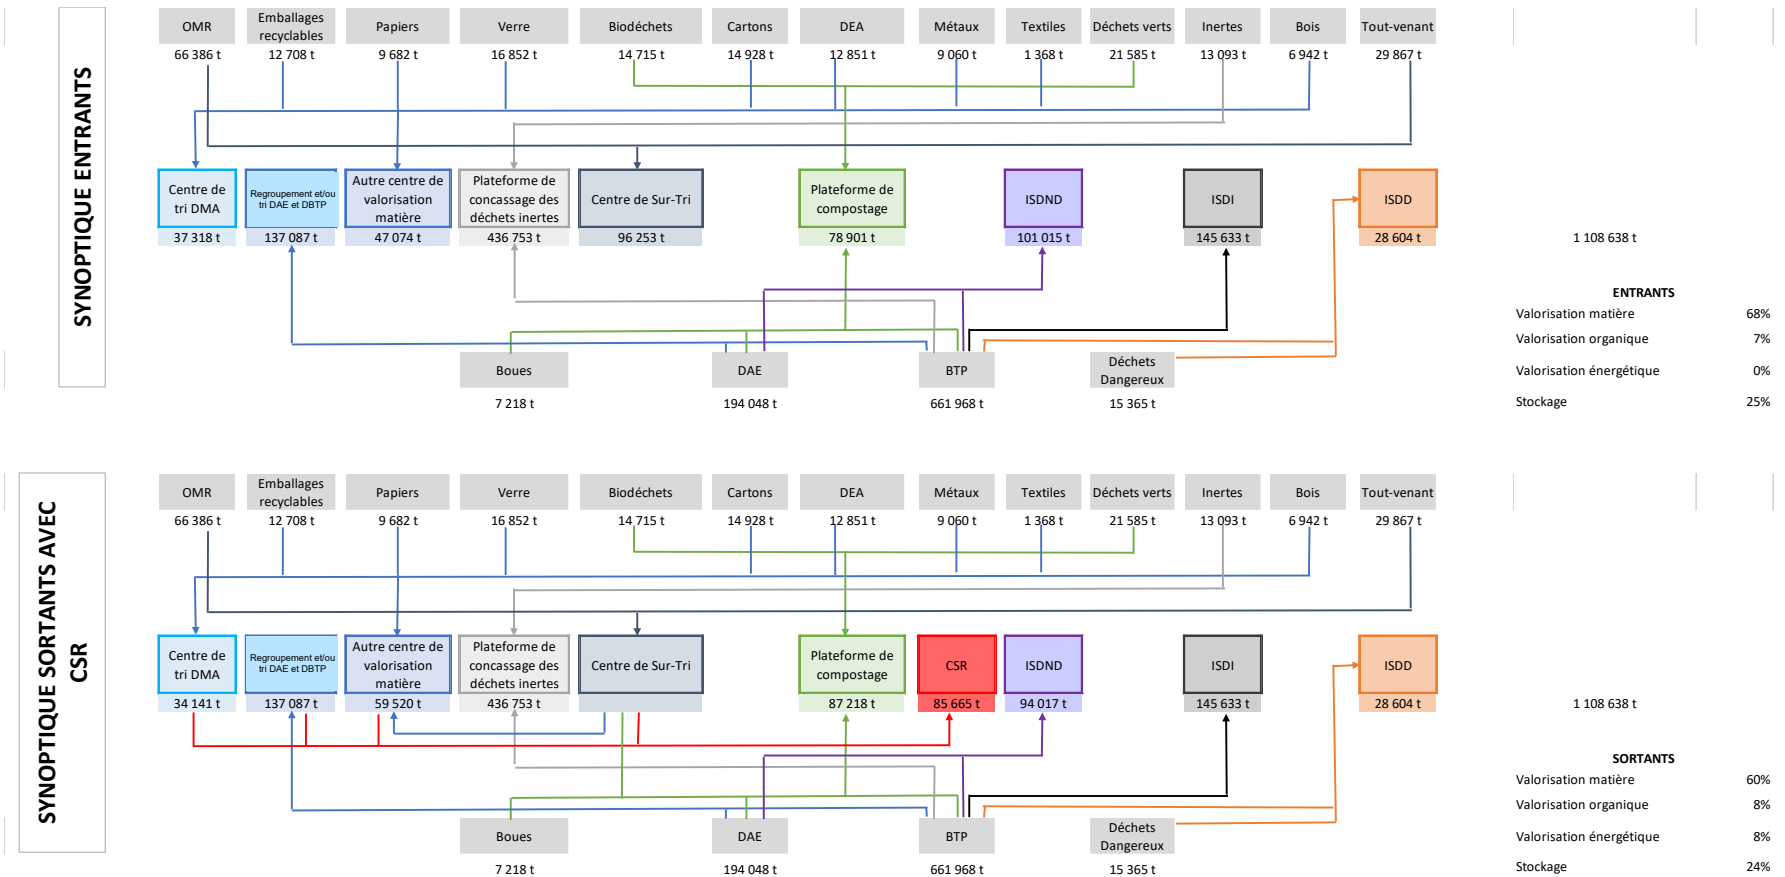 SYNOPTIQUE ENTRANTS
OMR
Emballages
recyclables
Papiers
Verre
Biodéchets
Cartons
DEA
Métaux
Textiles
Déchets verts
Inertes
Bois
Tout-venant
66 386 t
12 708 t
9 682 t
16 852 t
14 715 t
14 928 t
12 851 t
9 060 t
1 368 t
21 585 t
13 093 t
6 942 t
29 867 t
Centre de
tri DMA
Regroupement et/ou
tri DAE et DBTP
Autre centre de
valorisation
matière
Plateforme de
concassage des
déchets inertes
Centre de Sur-Tri
Plateforme de
compostage
ISDND
ISDI
ISDD
37 318 t
137 087 t
47 074 t
436 753 t
96 253 t
78 901 t
101 015 t
145 633 t
28 604 t
1 108 638 t
Boues
DAE
BTP
Déchets
Dangereux
7 218 t
194 048 t
661 968 t
15 365 t
ENTRANTS
Valorisation matière 68%
Valorisation organique 7%
Valorisation énergétique 0%
Stockage 25%
SYNOPTIQUE SORTANTS AVEC
CSR
OMR
Emballages
recyclables
Papiers
Verre
Biodéchets
Cartons
DEA
Métaux
Textiles
Déchets verts
Inertes
Bois
Tout-venant
66 386 t
12 708 t
9 682 t
16 852 t
14 715 t
14 928 t
12 851 t
9 060 t
1 368 t
21 585 t
13 093 t
6 942 t
29 867 t
Centre de
tri DMA
Regroupement et/ou
tri DAE et DBTP
Autre centre de
valorisation
matière
Plateforme de
concassage des
déchets inertes
Centre de Sur-Tri
Plateforme de
compostage
CSR
ISDND
ISDI
ISDD
34 141 t
137 087 t
59 520 t
436 753 t
87 218 t
85 665 t
94 017 t
145 633 t
28 604 t
1 108 638 t
Boues
DAE
BTP
Déchets
Dangereux
7 218 t
194 048 t
661 968 t
15 365 t
SORTANTS
Valorisation matière 60%
Valorisation organique 8%
Valorisation énergétique 8%
Stockage 24%